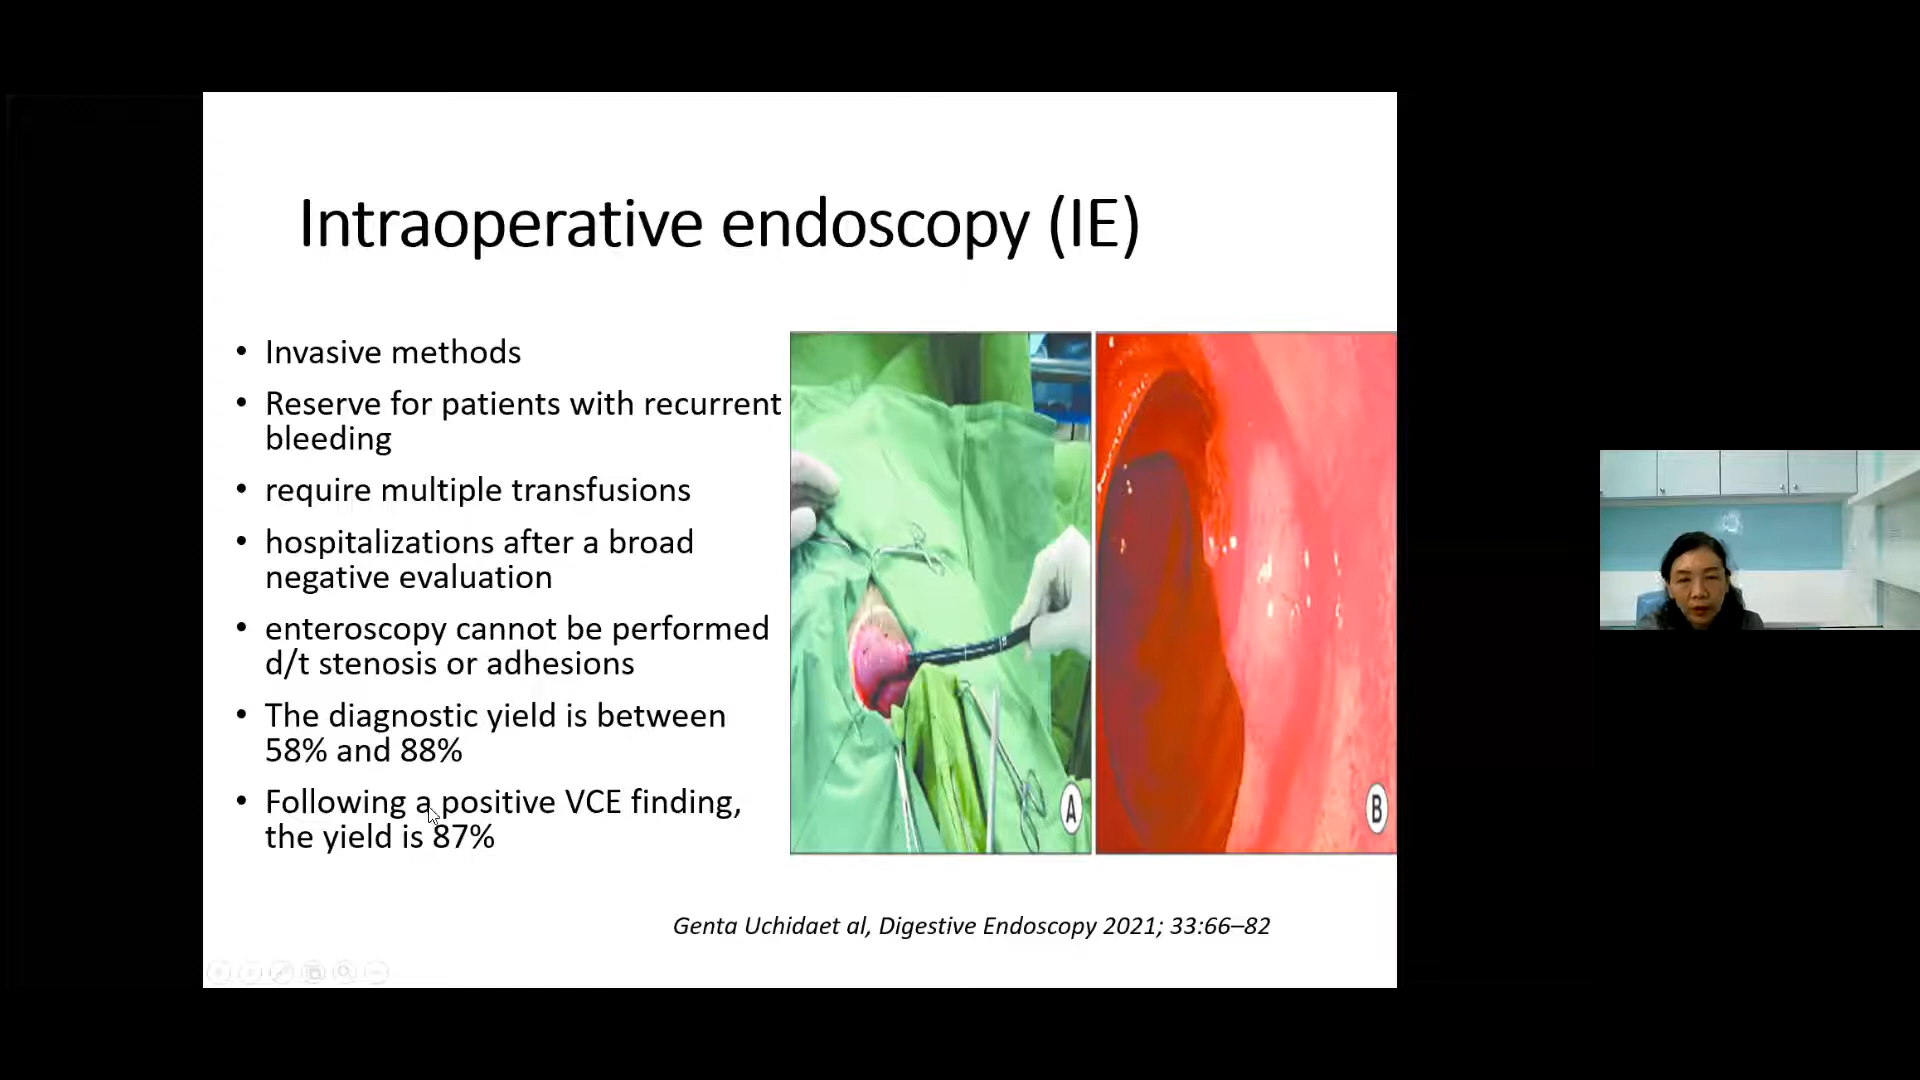 Intraoperative endoscopy (IE)
• Invasive methods
• Reserve for patients with recurrent
bleeding
• require multiple transfusions
• hospitalizations after a broad
negative evaluation
• enteroscopy cannot be performed
d/t stenosis or adhesions
• The diagnostic yield is between
58% and 88%
• Following a positive VCE finding,
the yield is 87%
A
B
Genta Uchidaet al, Digestive Endoscopy 2021; 33:66–82